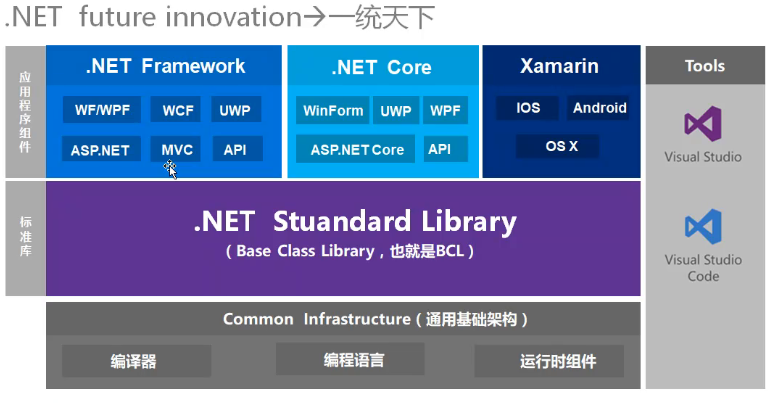 .NET future innovation→一统天下
应用程序组件
.NET Framework
WF/WPF
WCF
UWP
ASP.NET
MVC
API
.NET Core
WinForm
UWP
WPF
ASP.NET Core
API
Xamarin
IOS
Android
OS X
Tools
Visual Studio
Visual Studio
Code
标准库
.NET Stuandard Library
（Base Class Library，也就是BCL）
Common Infrastructure（通用基础架构）
编译器
编程语言
运行时组件